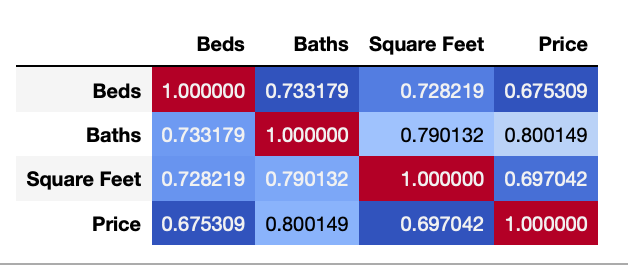 Beds Baths Square Feet Price
Beds 1.000000 0.733179 0.728219 0.675309
Baths 0.733179 1.000000 0.790132 0.800149
Square Feet 0.728219 0.790132 1.000000 0.697042
Price 0.675309 0.800149 0.697042 1.000000